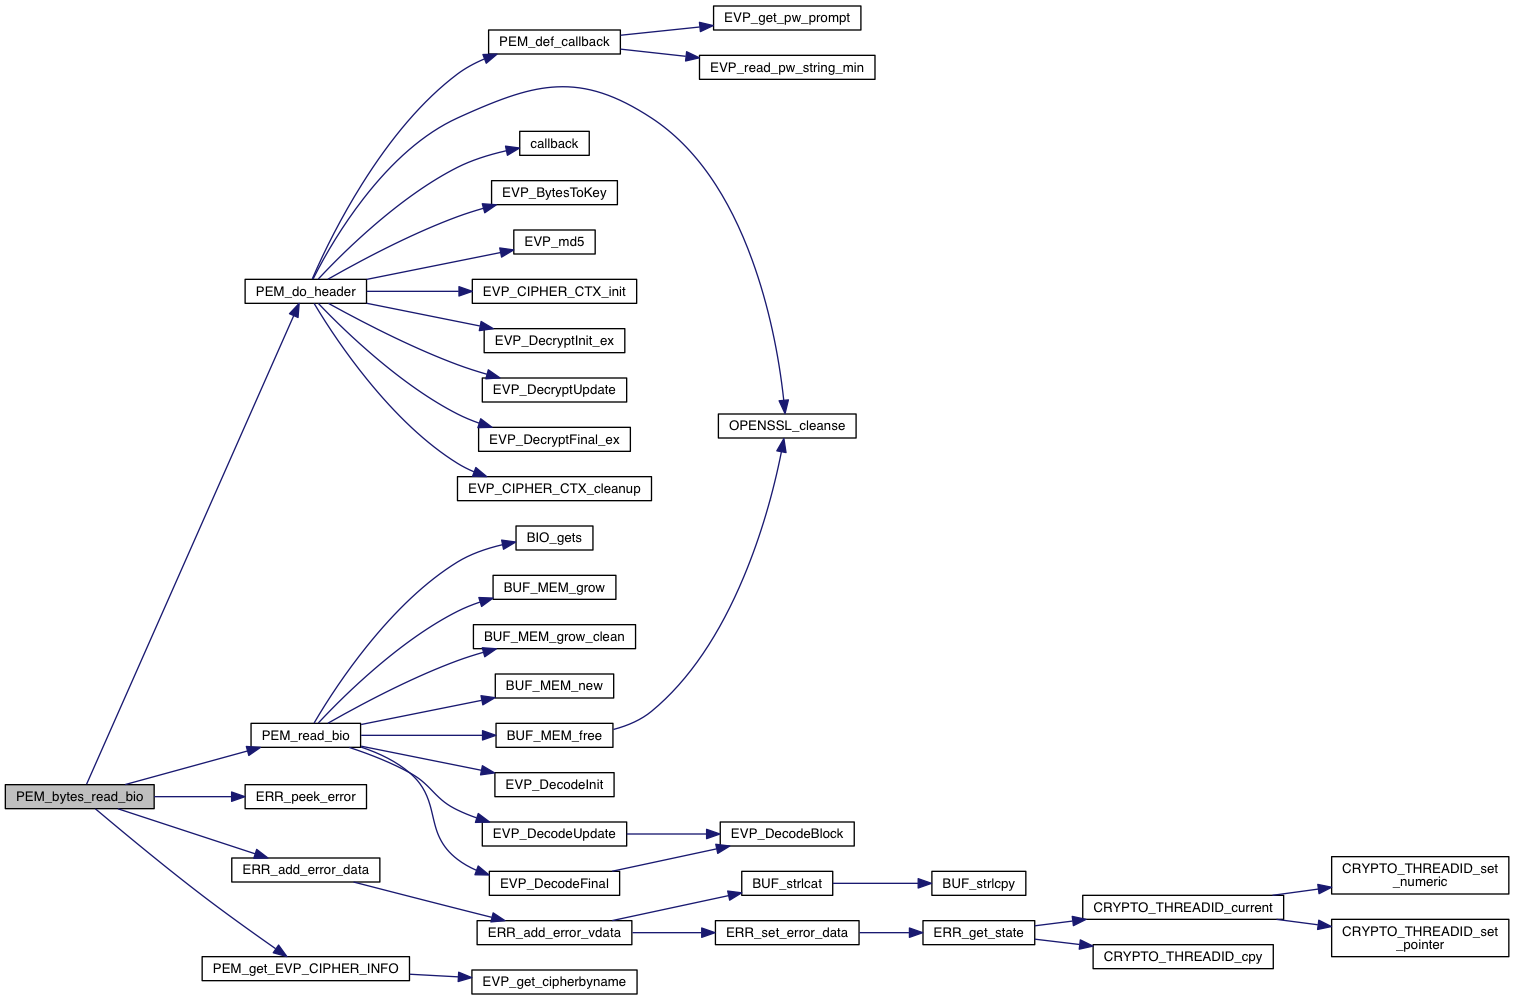 EVP_get_pw_prompt
PEM_def_callback
EVP_read_pw_string_min
callback
EVP_BytesToKey
EVP_md5
PEM_do_header
EVP_CIPHER_CTX_init
EVP_DecryptInit_ex
EVP_DecryptUpdate
OPENSSL_cleanse
EVP_DecryptFinal_ex
EVP_CIPHER_CTX_cleanup
BIO_gets
BUF_MEM_grow
BUF_MEM_grow_clean
BUF_MEM_new
PEM_read_bio
BUF_MEM_free
EVP_DecodeInit
PEM_bytes_read_bio
ERR_peek_error
EVP_DecodeUpdate
EVP_DecodeBlock
ERR_add_error_data
EVP_DecodeFinal
BUF_strlcat
BUF_strlcpy
CRYPTO_THREADID_set
_numeric
CRYPTO_THREADID_current
ERR_add_error_vdata
ERR_set_error_data
ERR_get_state
CRYPTO_THREADID_set
_pointer
CRYPTO_THREADID_cpy
PEM_get_EVP_CIPHER_INFO
EVP_get_cipherbyname